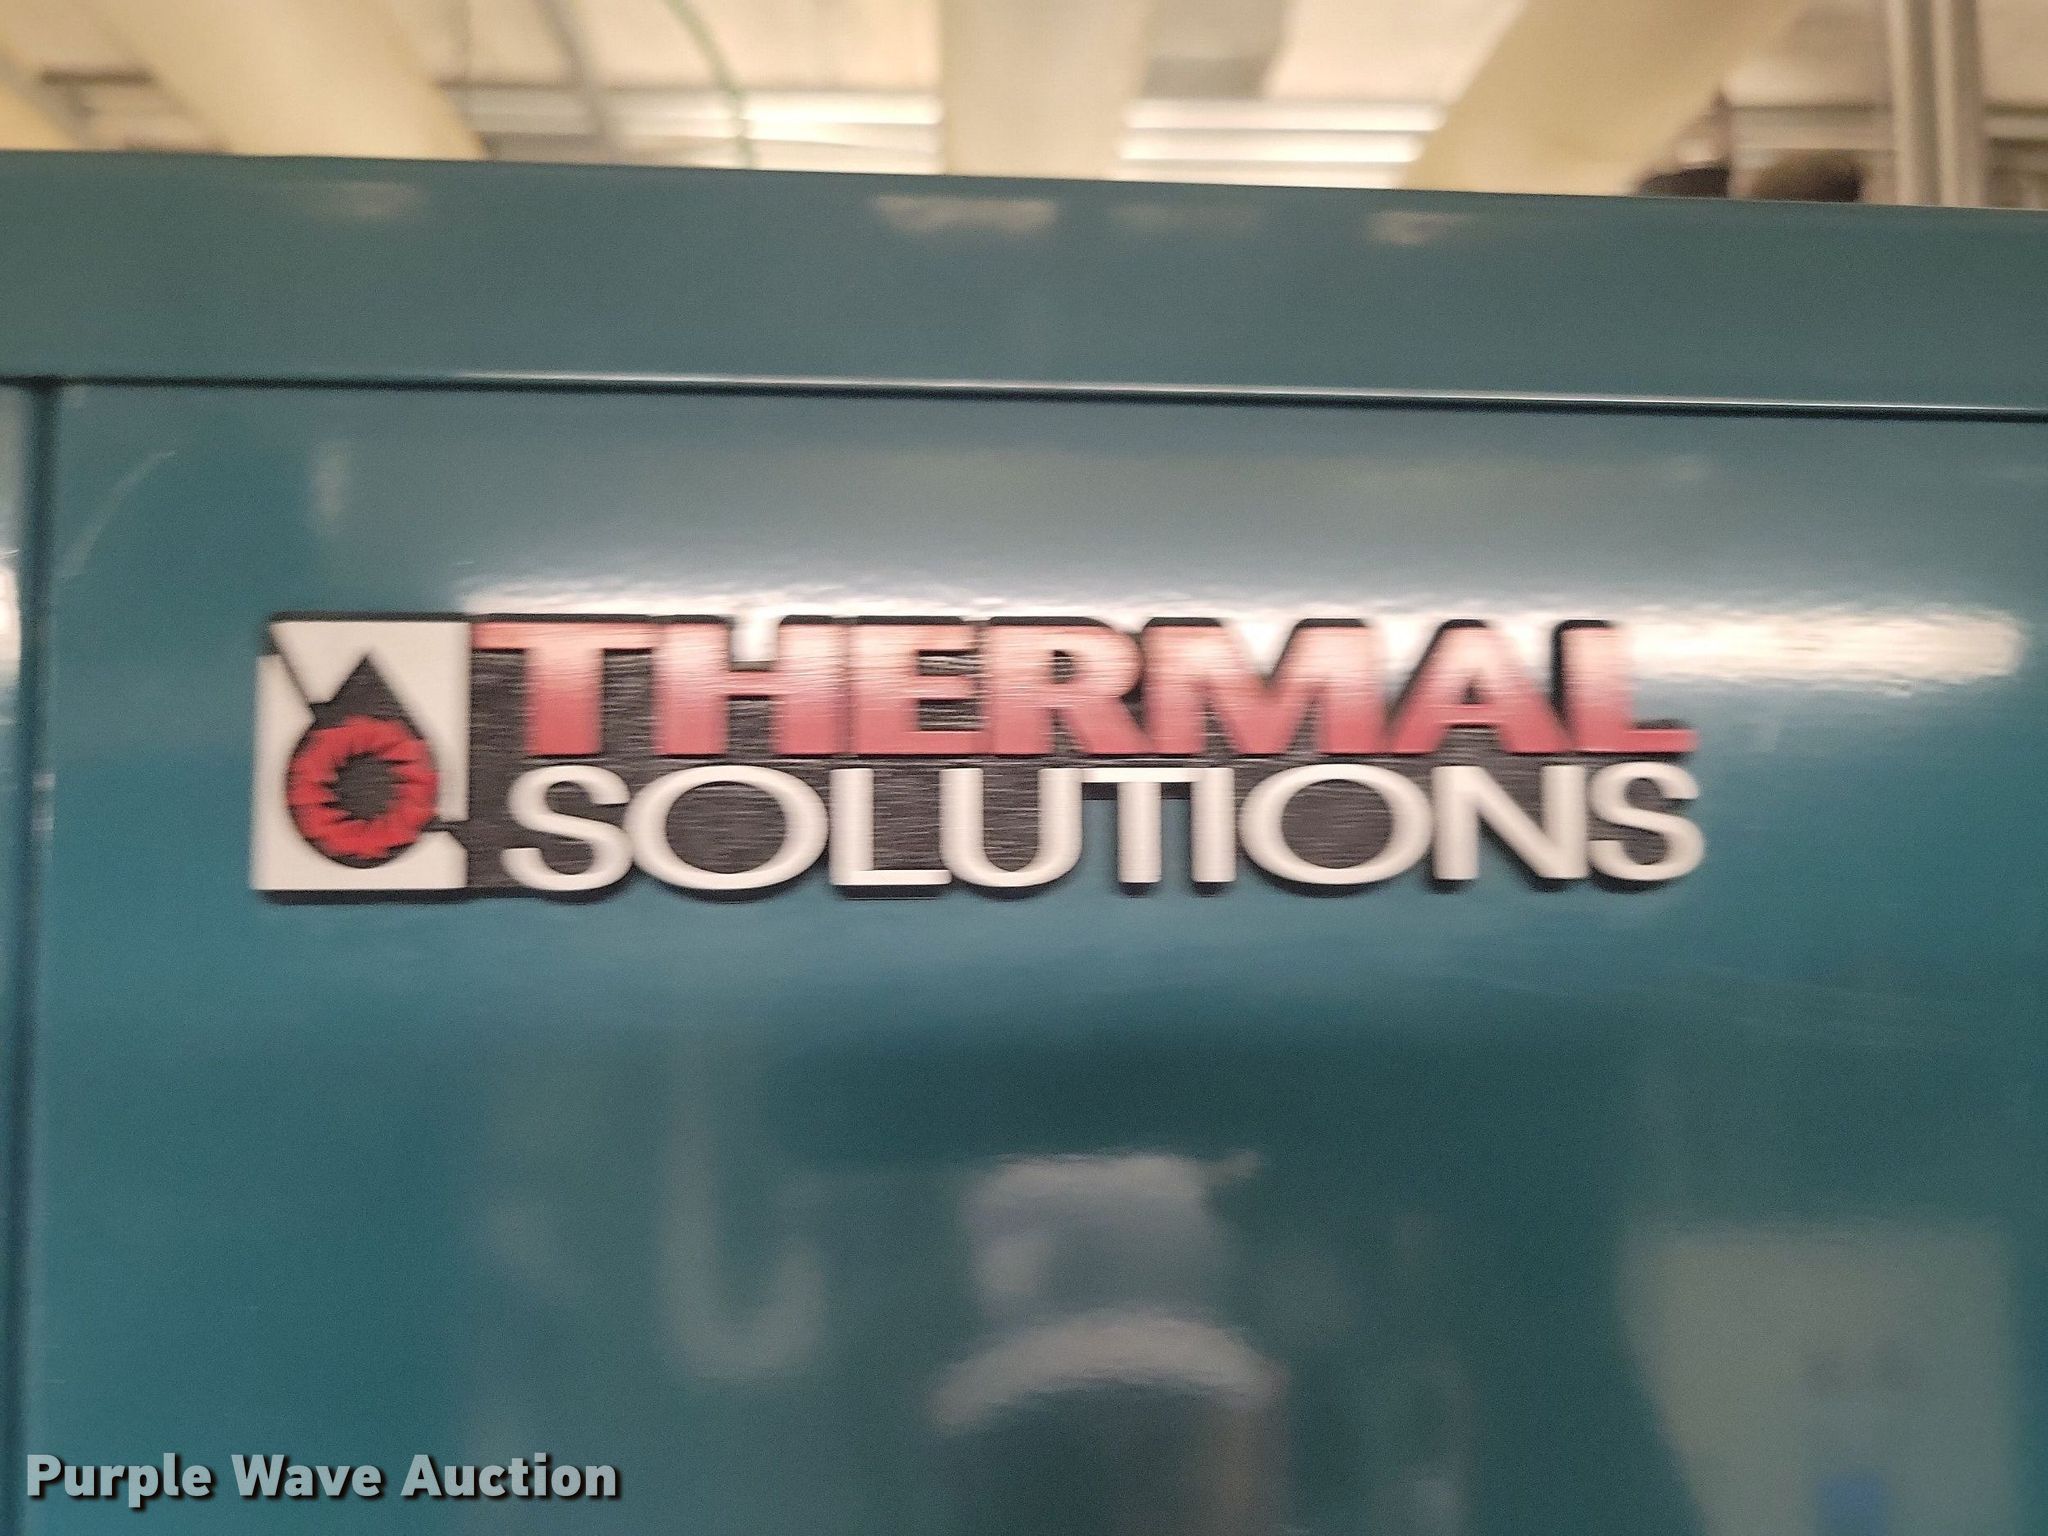 THERMAL
SOLUTIONS
Purple Wave Auction